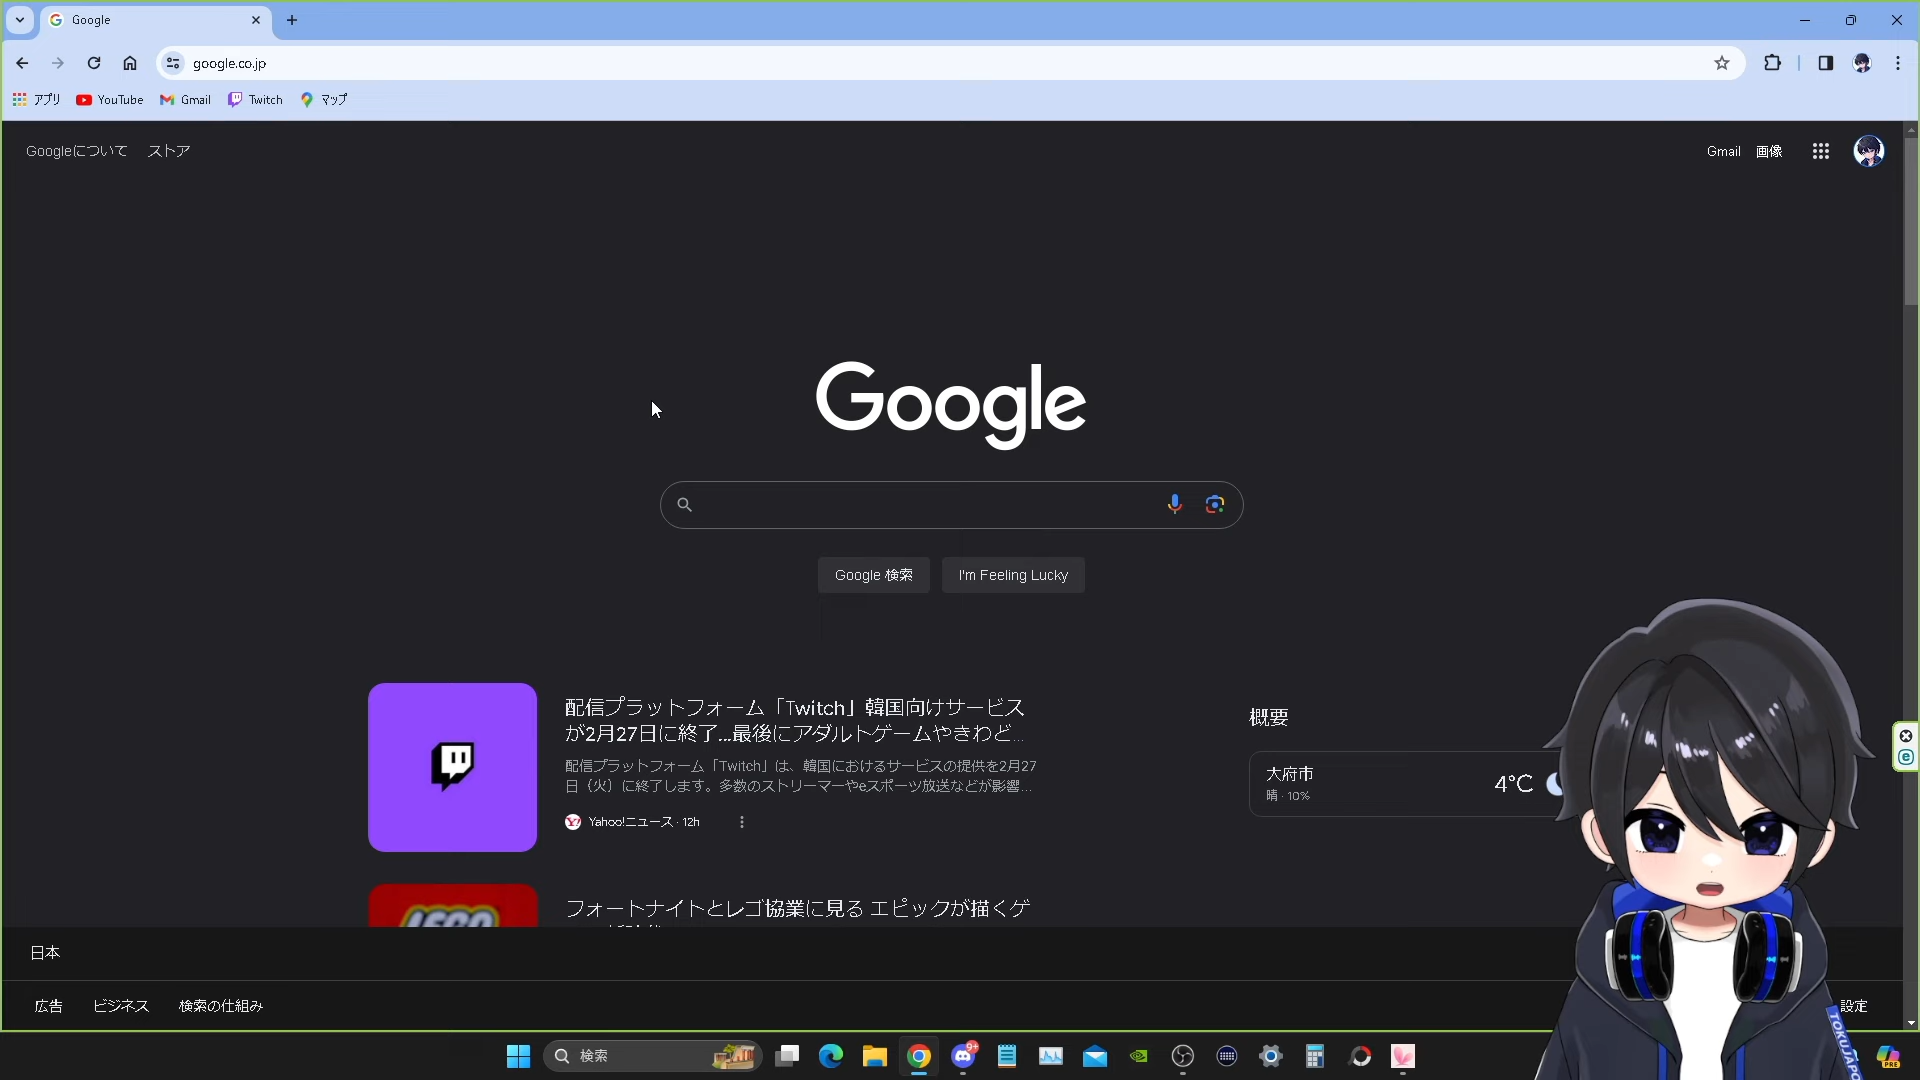 Google
google.co.jp
アプリ
YouTube
Gmail
Twitch
マップ
Googleについて
ストア
Gmail
画像
Google
Google 検索
I'm Feeling Lucky
配信プラットフォーム「Twitch」韓国向けサービス
が2月27日に終了...最後にアダルトゲームやきわど...
配信プラットフォーム「Twitch」は、韓国におけるサービスの提供を2月27
日（火）に終了します。多数のストリーマーやeスポーツ放送などが影響...
Yahoo!ニュース · 12h
概要
大府市
晴 · 10%
4°C
LEGO
フォートナイトとレゴ協業に見る エピックが描くゲ
日本
広告
ビジネス
検索の仕組み
設定
検索
9+
TOKUJAPO
PRE